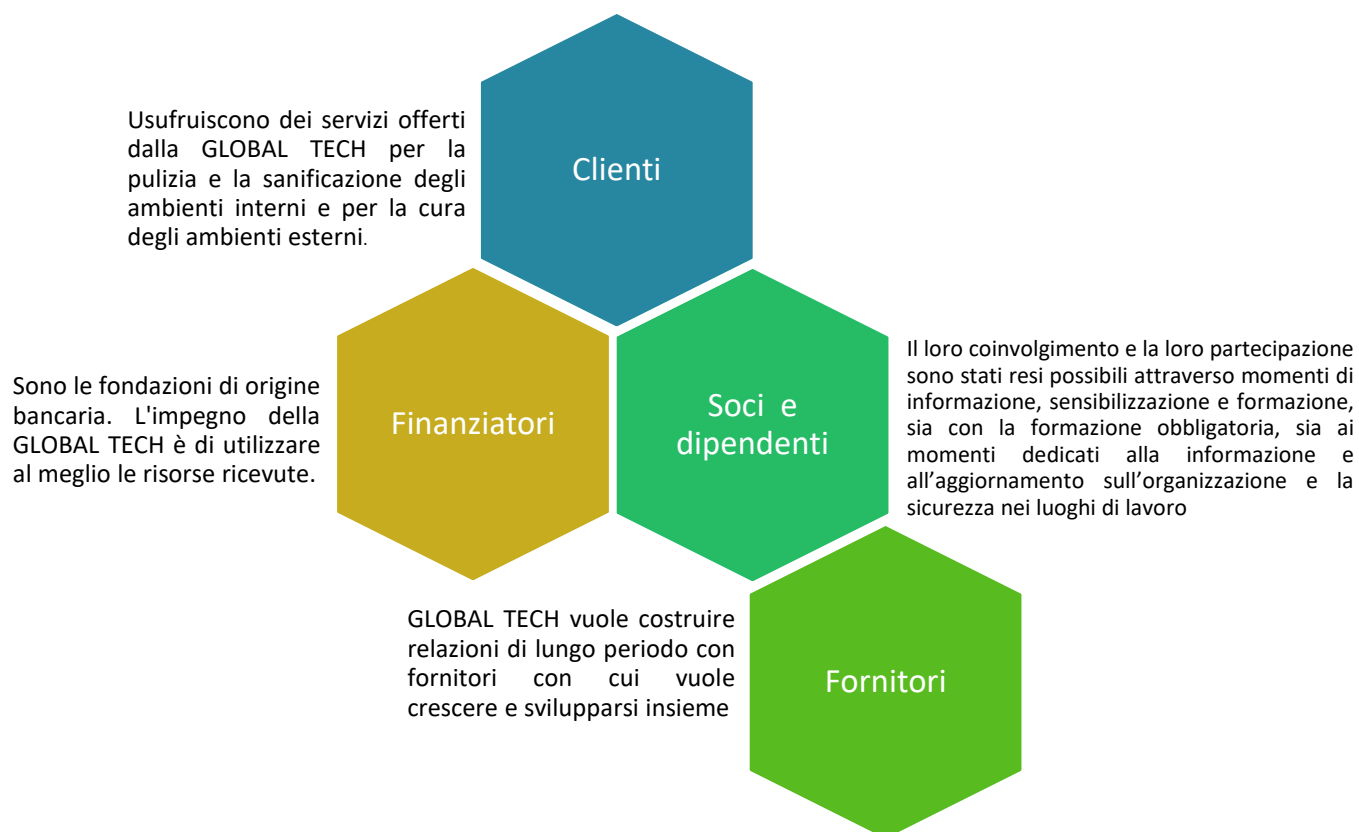 Usufruiscono dei servizi offerti
dalla GLOBAL TECH per la
pulizia e la sanificazione degli
ambienti interni e per la cura
degli ambienti esterni.
Clienti
Sono le fondazioni di origine
bancaria. L'impegno della
GLOBAL TECH è di utilizzare
al meglio le risorse ricevute.
Finanziatori
Soci e
dipendenti
Il loro coinvolgimento e la loro partecipazione
sono stati resi possibili attraverso momenti di
informazione, sensibilizzazione e formazione,
sia con la formazione obbligatoria, sia ai
momenti dedicati alla informazione e
all’aggiornamento sull’organizzazione e la
sicurezza nei luoghi di lavoro
GLOBAL TECH vuole costruire
relazioni di lungo periodo con
fornitori con cui vuole
crescere e svilupparsi insieme
Fornitori